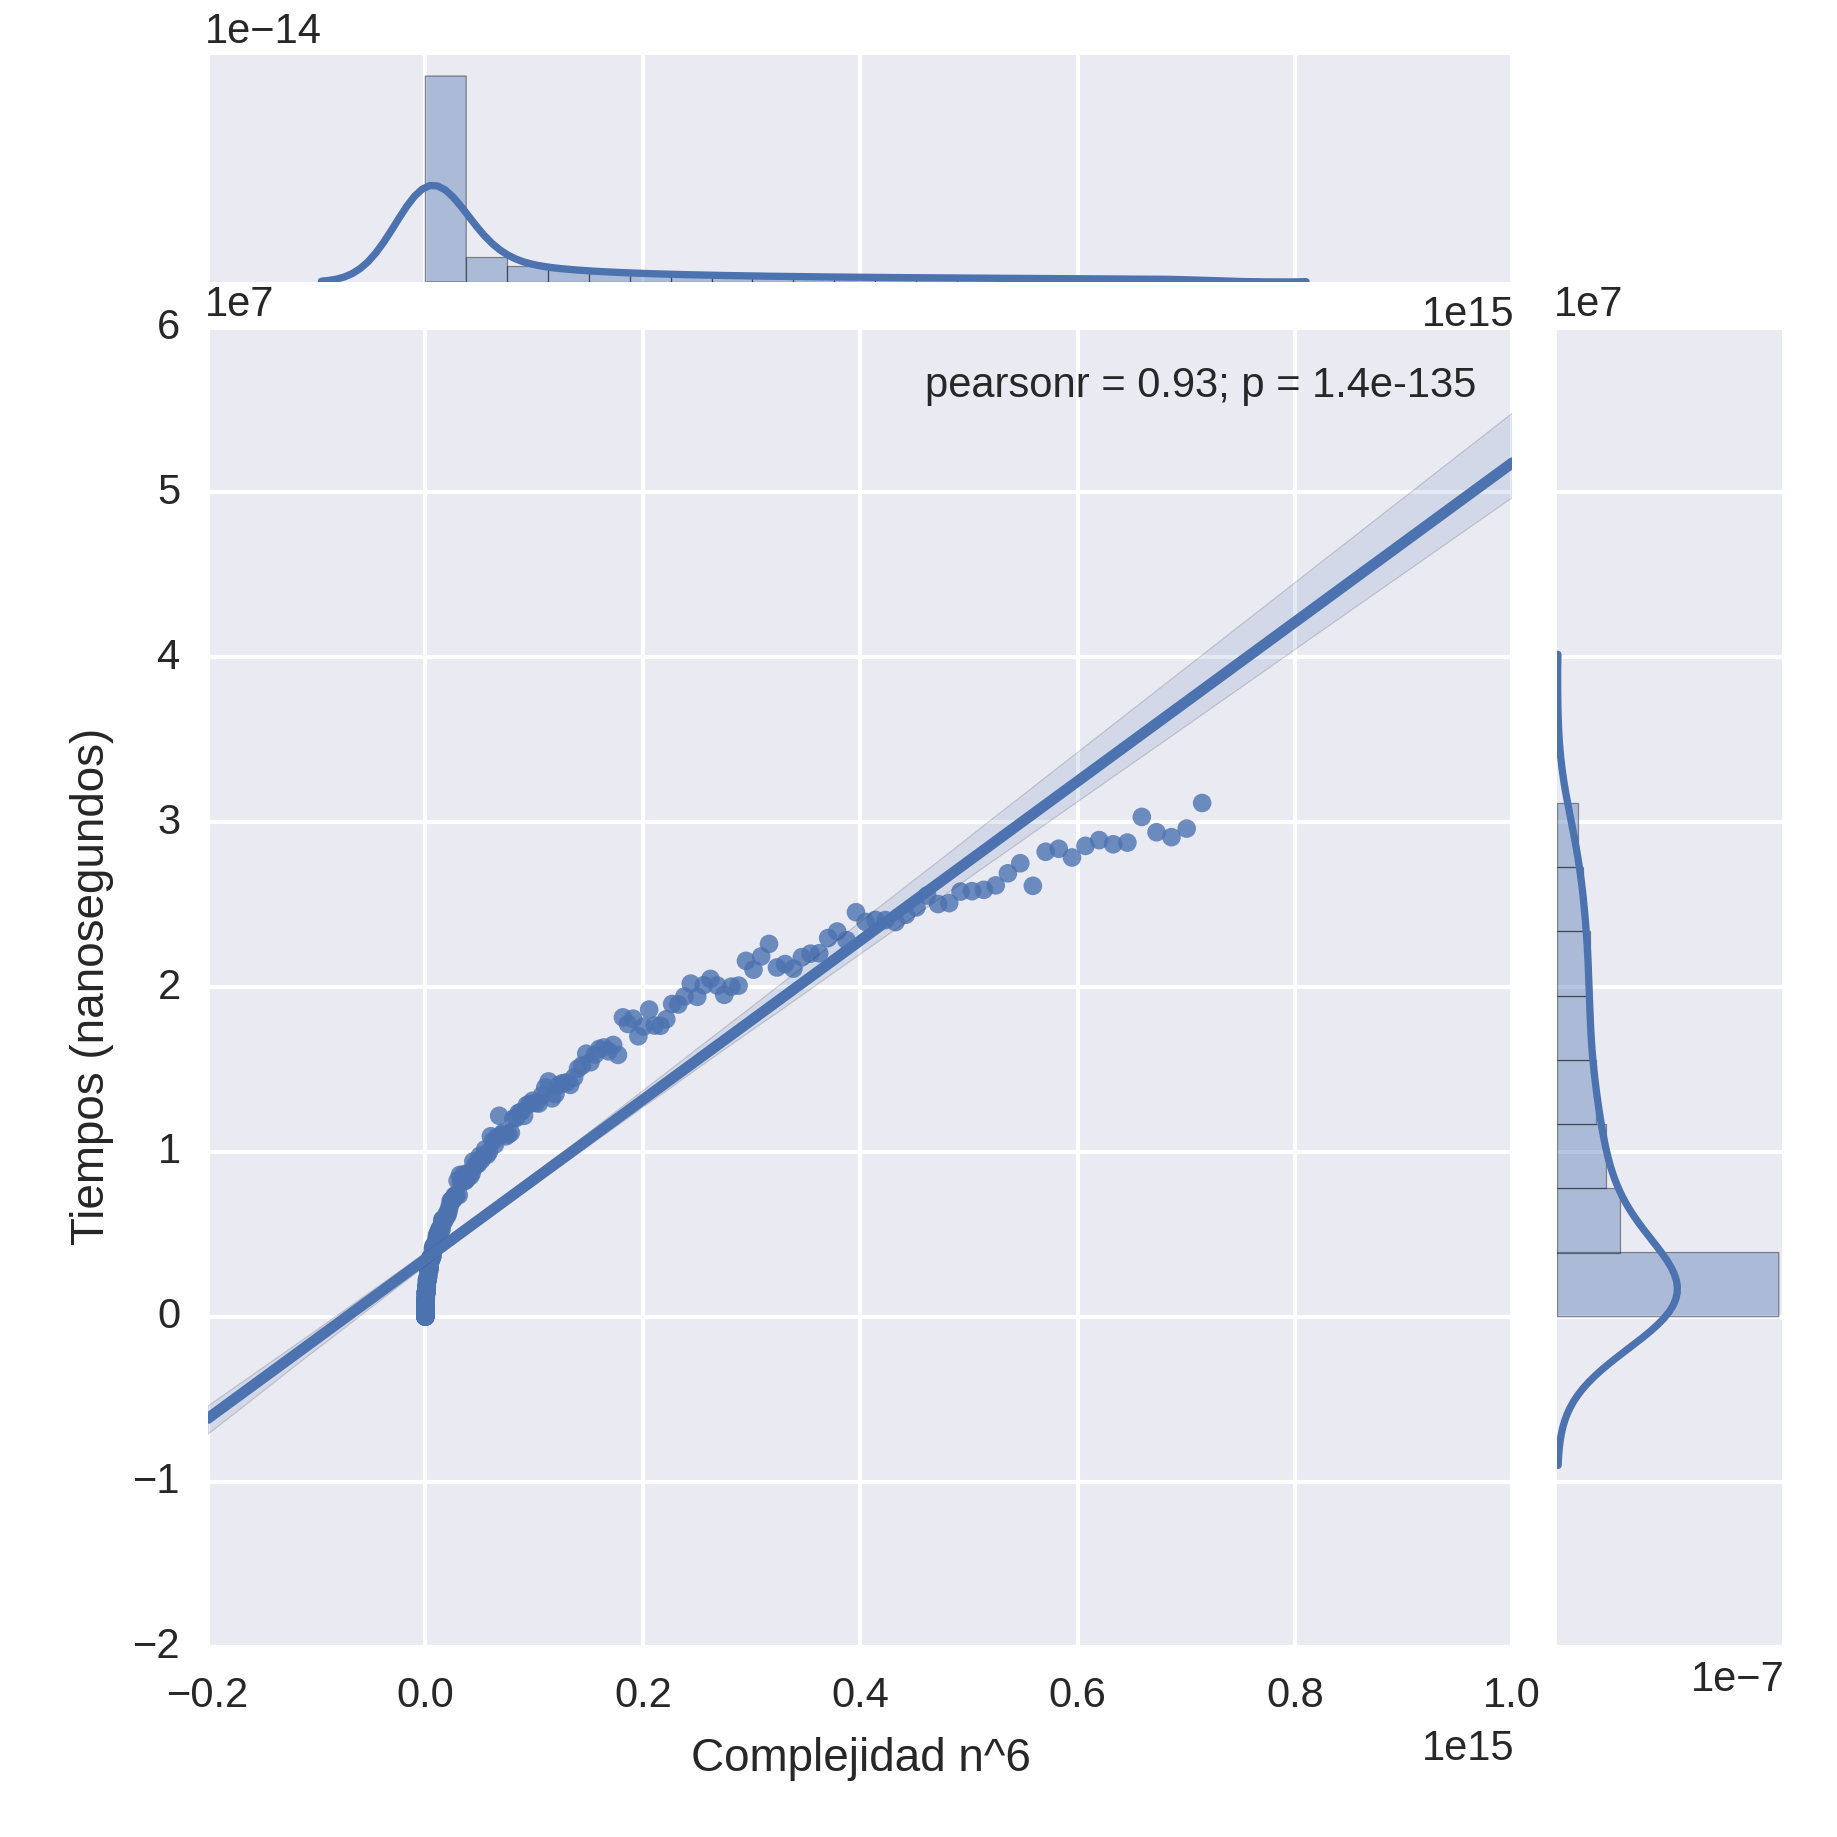 1e−14
1e7
1e15
1e7
pearsonr = 0.93; p = 1.4e-135
6
5
4
3
2
1
0
−1
−2
Tiempos (nanosegundos)
−0.2 0.0 0.2 0.4 0.6 0.8 1.0
1e−7
1e15
Complejidad n^6